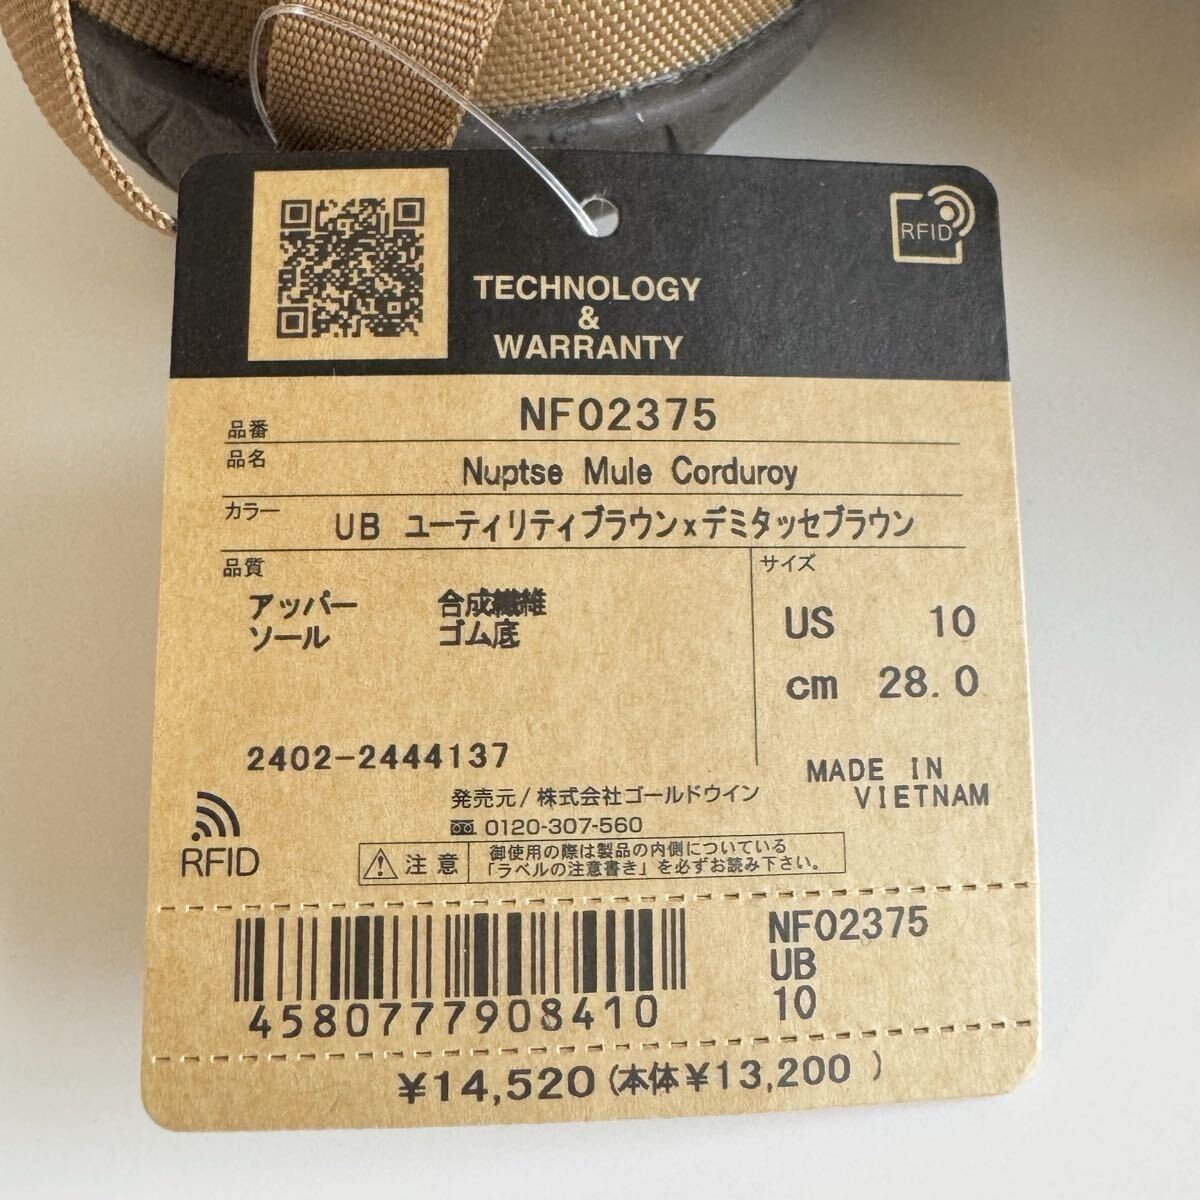 RFID
TECHNOLOGY
&
WARRANTY
品番 NF02375
品名 Nuptse Mule Corduroy
カラー UB ユーティリティブラウン×デミタッセブラウン
品質
アッパー 合成繊維
ソール ゴム底
サイズ
US 10
cm 28.0
2402-2444137
MADE IN
VIETNAM
発売元/株式会社ゴールドウイン
0120-307-560
RFID
注意
御使用の際は製品の内側についている
「ラベルの注意書き」を必ずお読み下さい。
4580777908410
NF02375
UB
10
¥14,520(本体¥13,200)